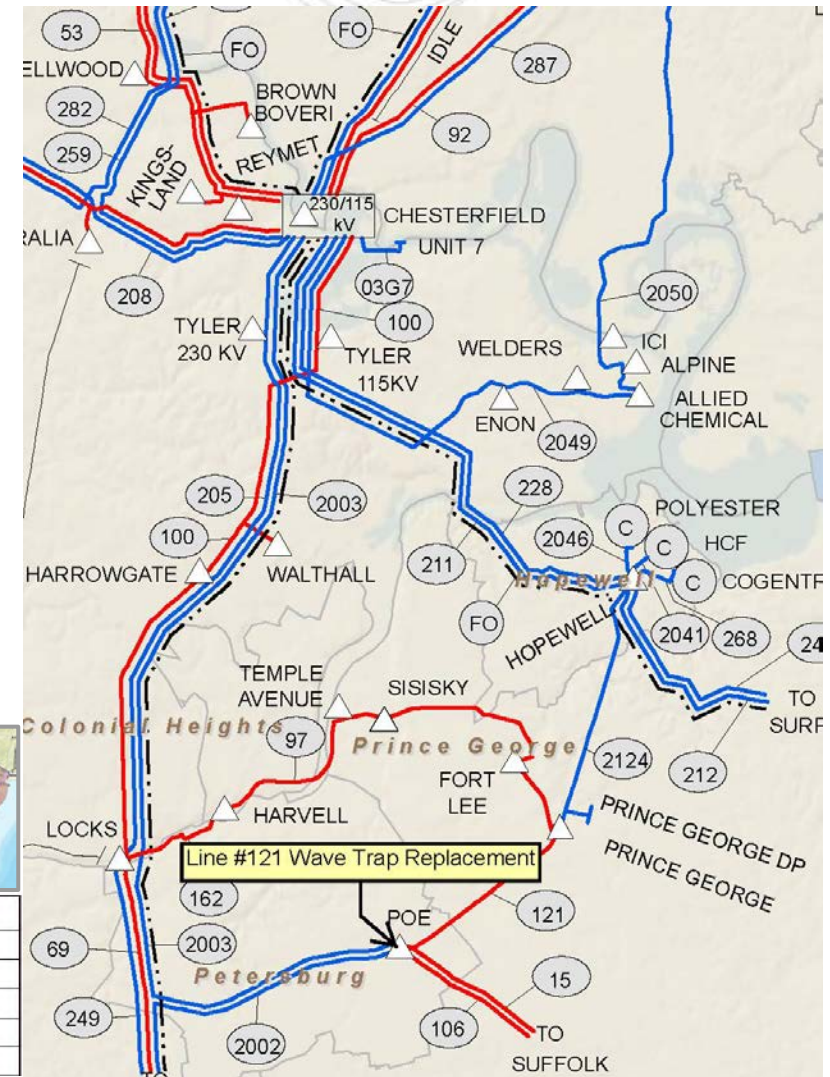 53
FO
FO
IDLE
287
ELLWOOD
BROWN
BOVERI
282
92
259
REYMET
KINGS-
LAND
230/115
kV
CHESTERFIELD
UNIT 7
RALIA
208
03G7
100
2050
TYLER
230 KV
TYLER
115KV
WELDERS
ICI
ALPINE
ALLIED
CHEMICAL
ENON
2049
205
2003
228
POLYESTER
100
2046
C
C
HCF
HARROWGATE
WALTHALL
211
Hopewell
C
COGENTR
FO
HOPEWELL
2041
268
24
TEMPLE
AVENUE
SISISKY
TO
SURR
Colonial Heights
97
Prince George
2124
212
FORT
LEE
HARVELL
LOCKS
PRINCE GEORGE DP
PRINCE GEORGE
Line #121 Wave Trap Replacement
162
121
POE
69
2003
Petersburg
15
249
106
2002
TO
SUFFOLK
TO